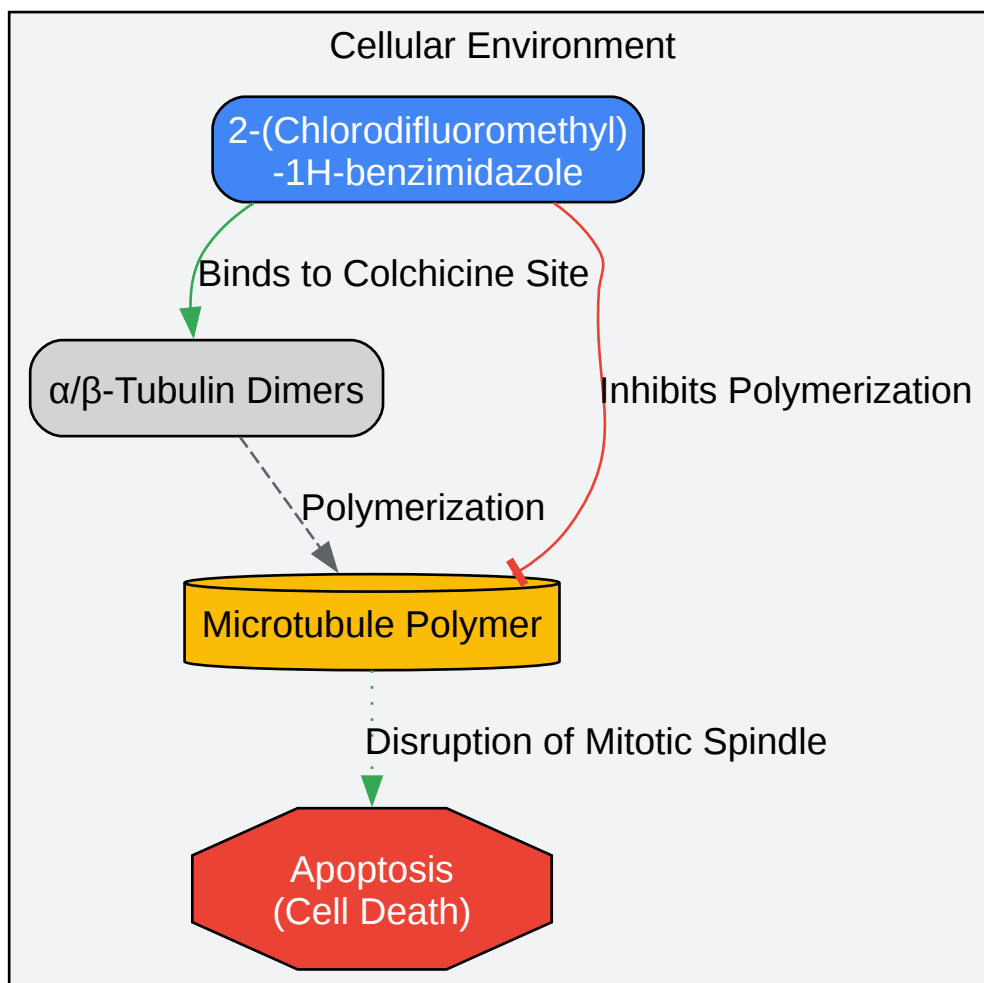 Cellular Environment
2-(Chlorodifluoromethyl)
-1H-benzimidazole
Binds to Colchicine Site
α/β-Tubulin Dimers
Inhibits Polymerization
Polymerization
Microtubule Polymer
Disruption of Mitotic Spindle
Apoptosis
(Cell Death)